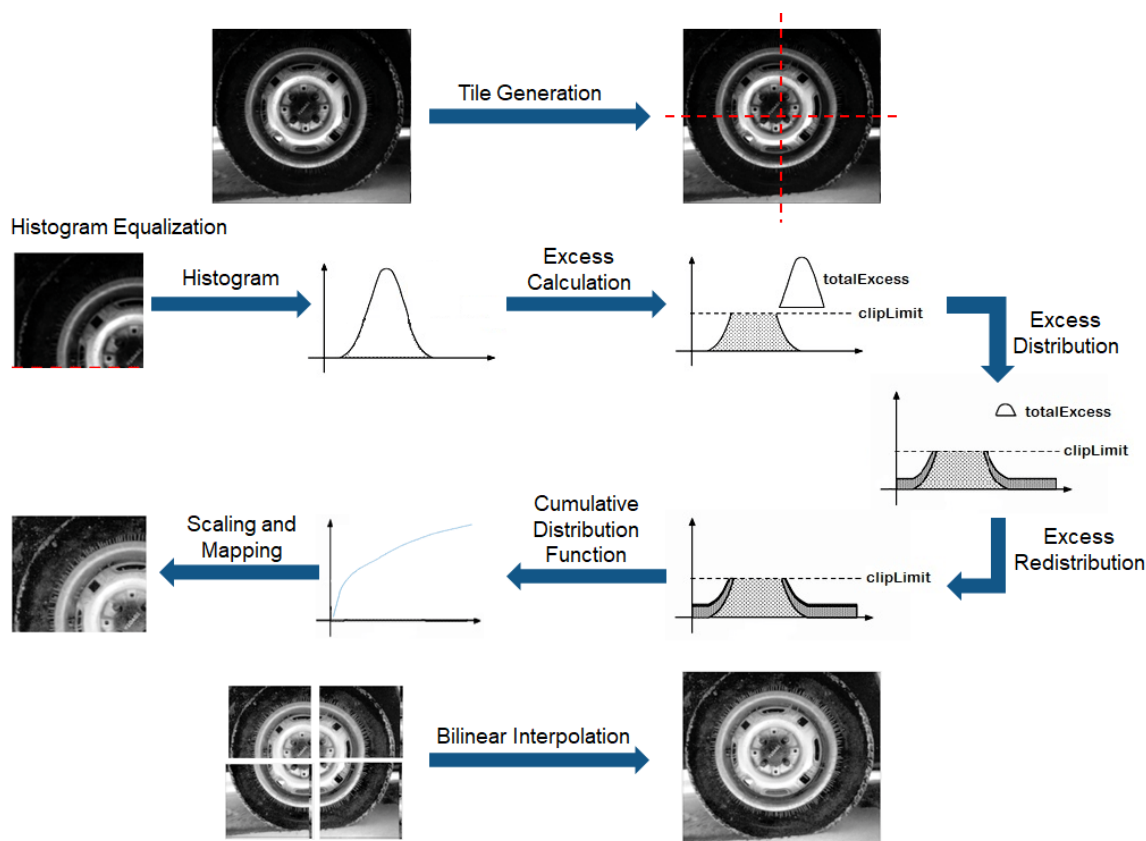 Tile Generation
Histogram Equalization
Histogram
Excess
Calculation
totalExcess
clipLimit
Excess
Distribution
totalExcess
clipLimit
Scaling and
Mapping
Cumulative
Distribution
Function
clipLimit
Excess
Redistribution
Bilinear Interpolation